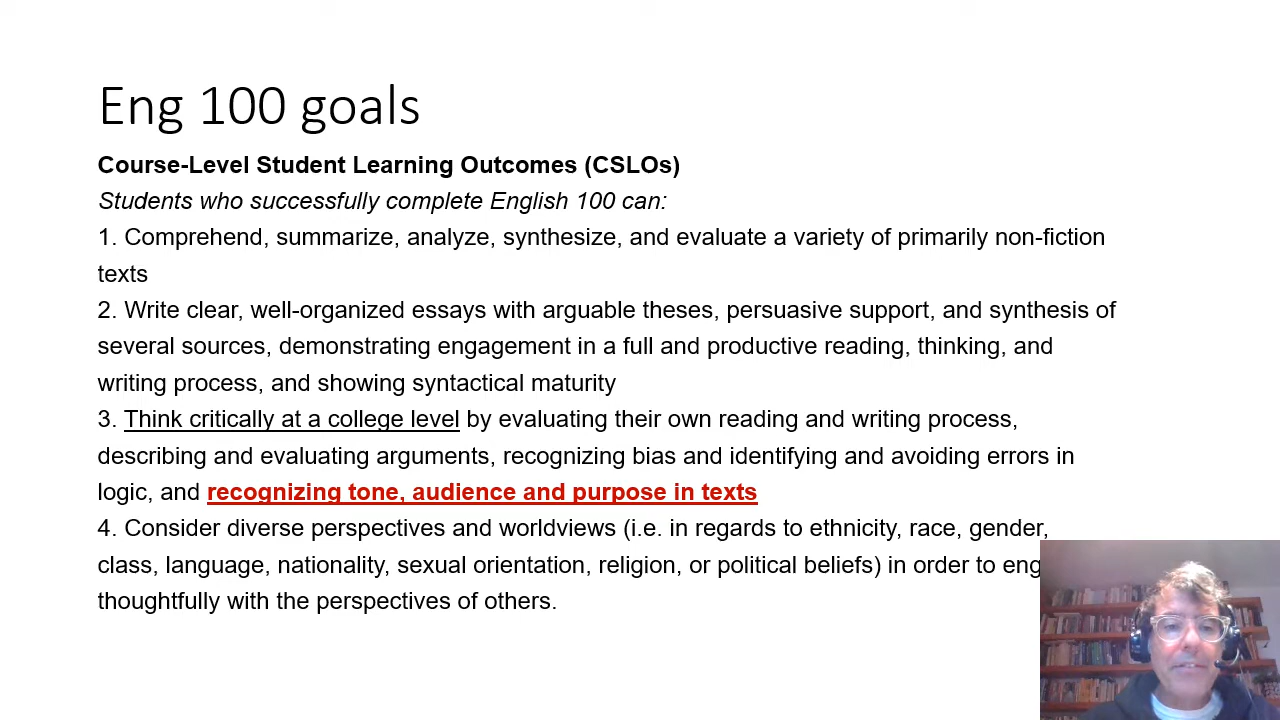 Eng 100 goals
Course-Level Student Learning Outcomes (CSLOs)
Students who successfully complete English 100 can:
1. Comprehend, summarize, analyze, synthesize, and evaluate a variety of primarily non-fiction
texts
2. Write clear, well-organized essays with arguable theses, persuasive support, and synthesis of
several sources, demonstrating engagement in a full and productive reading, thinking, and
writing process, and showing syntactical maturity
3. Think critically at a college level by evaluating their own reading and writing process,
describing and evaluating arguments, recognizing bias and identifying and avoiding errors in
logic, and recognizing tone, audience and purpose in texts
4. Consider diverse perspectives and worldviews (i.e. in regards to ethnicity, race, gender,
class, language, nationality, sexual orientation, religion, or political beliefs) in order to eng
thoughtfully with the perspectives of others.